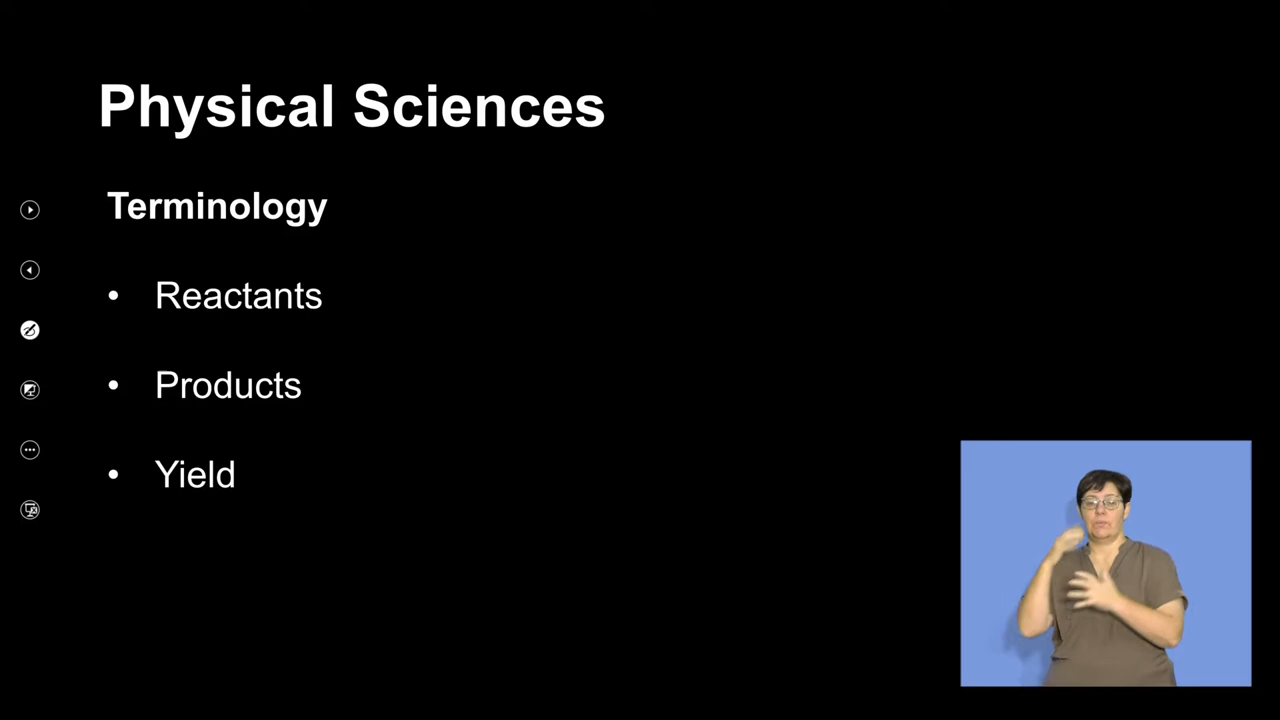 Physical Sciences
Terminology
• Reactants
• Products
• Yield